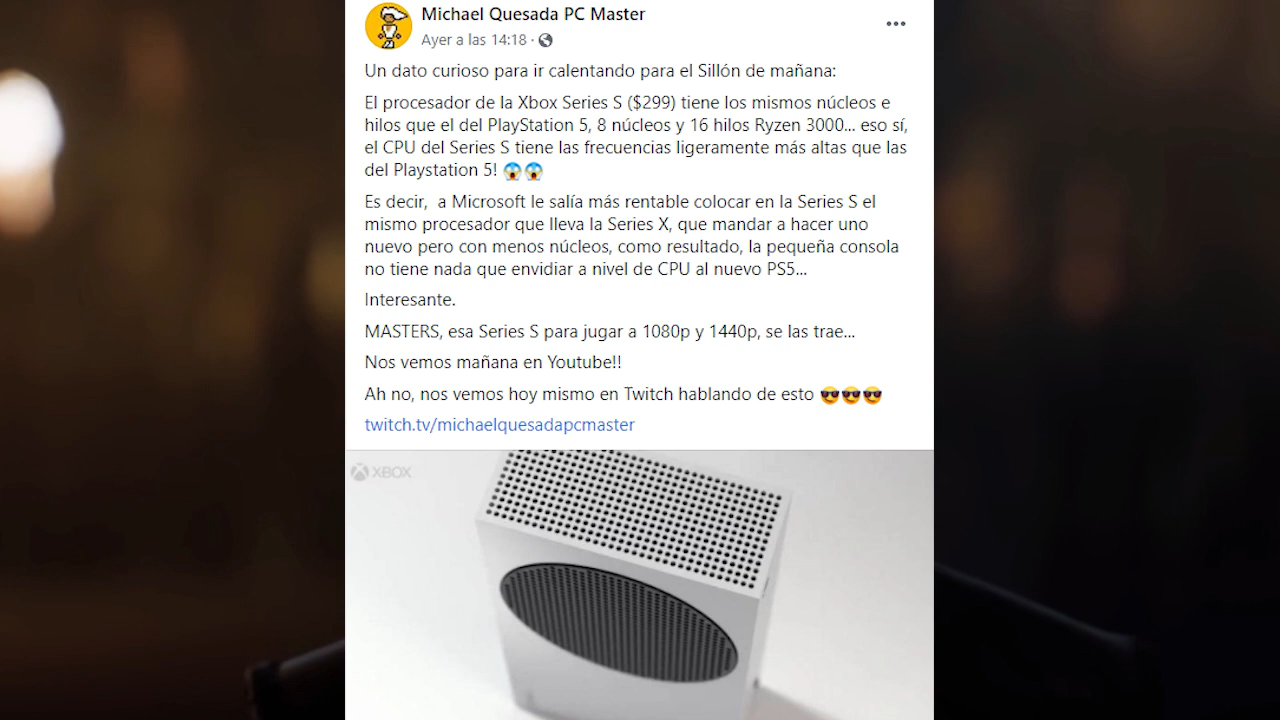 Michael Quesada PC Master
Ayer a las 14:18 ·
Un dato curioso para ir calentando para el Sillón de mañana:
El procesador de la Xbox Series S ($299) tiene los mismos núcleos e
hilos que el del PlayStation 5, 8 núcleos y 16 hilos Ryzen 3000... eso sí,
el CPU del Series S tiene las frecuencias ligeramente más altas que las
del Playstation 5! 😱😱
Es decir,  a Microsoft le salía más rentable colocar en la Series S el
mismo procesador que lleva la Series X, que mandar a hacer uno
nuevo pero con menos núcleos, como resultado, la pequeña consola
no tiene nada que envidiar a nivel de CPU al nuevo PS5...
Interesante.
MASTERS, esa Series S para jugar a 1080p y 1440p, se las trae...
Nos vemos mañana en Youtube!!
Ah no, nos vemos hoy mismo en Twitch hablando de esto 😎😎😎
twitch.tv/michaelquesadapcmaster
XBOX